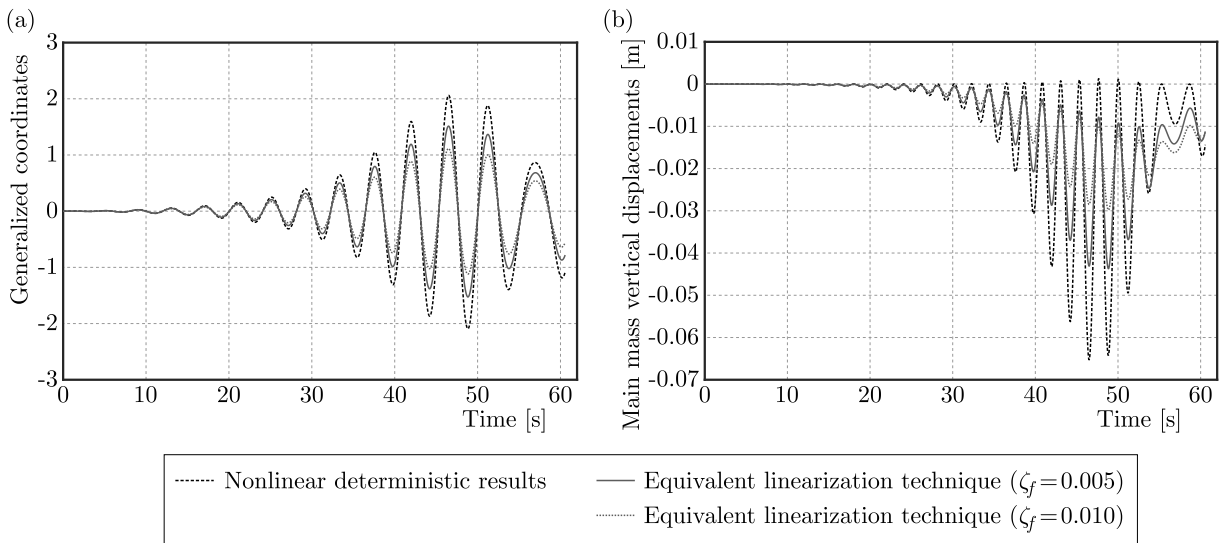 (a)
Generalized coordinates
3
2
1
0
-1
-2
-3
0 10 20 30 40 50 60
Time [s]
(b)
Main mass vertical displacements [m]
0.01
0
-0.01
-0.02
-0.03
-0.04
-0.05
-0.06
-0.07
0 10 20 30 40 50 60
Time [s]
Nonlinear deterministic results
Equivalent linearization technique (ζf=0.005)
Equivalent linearization technique (ζf=0.010)